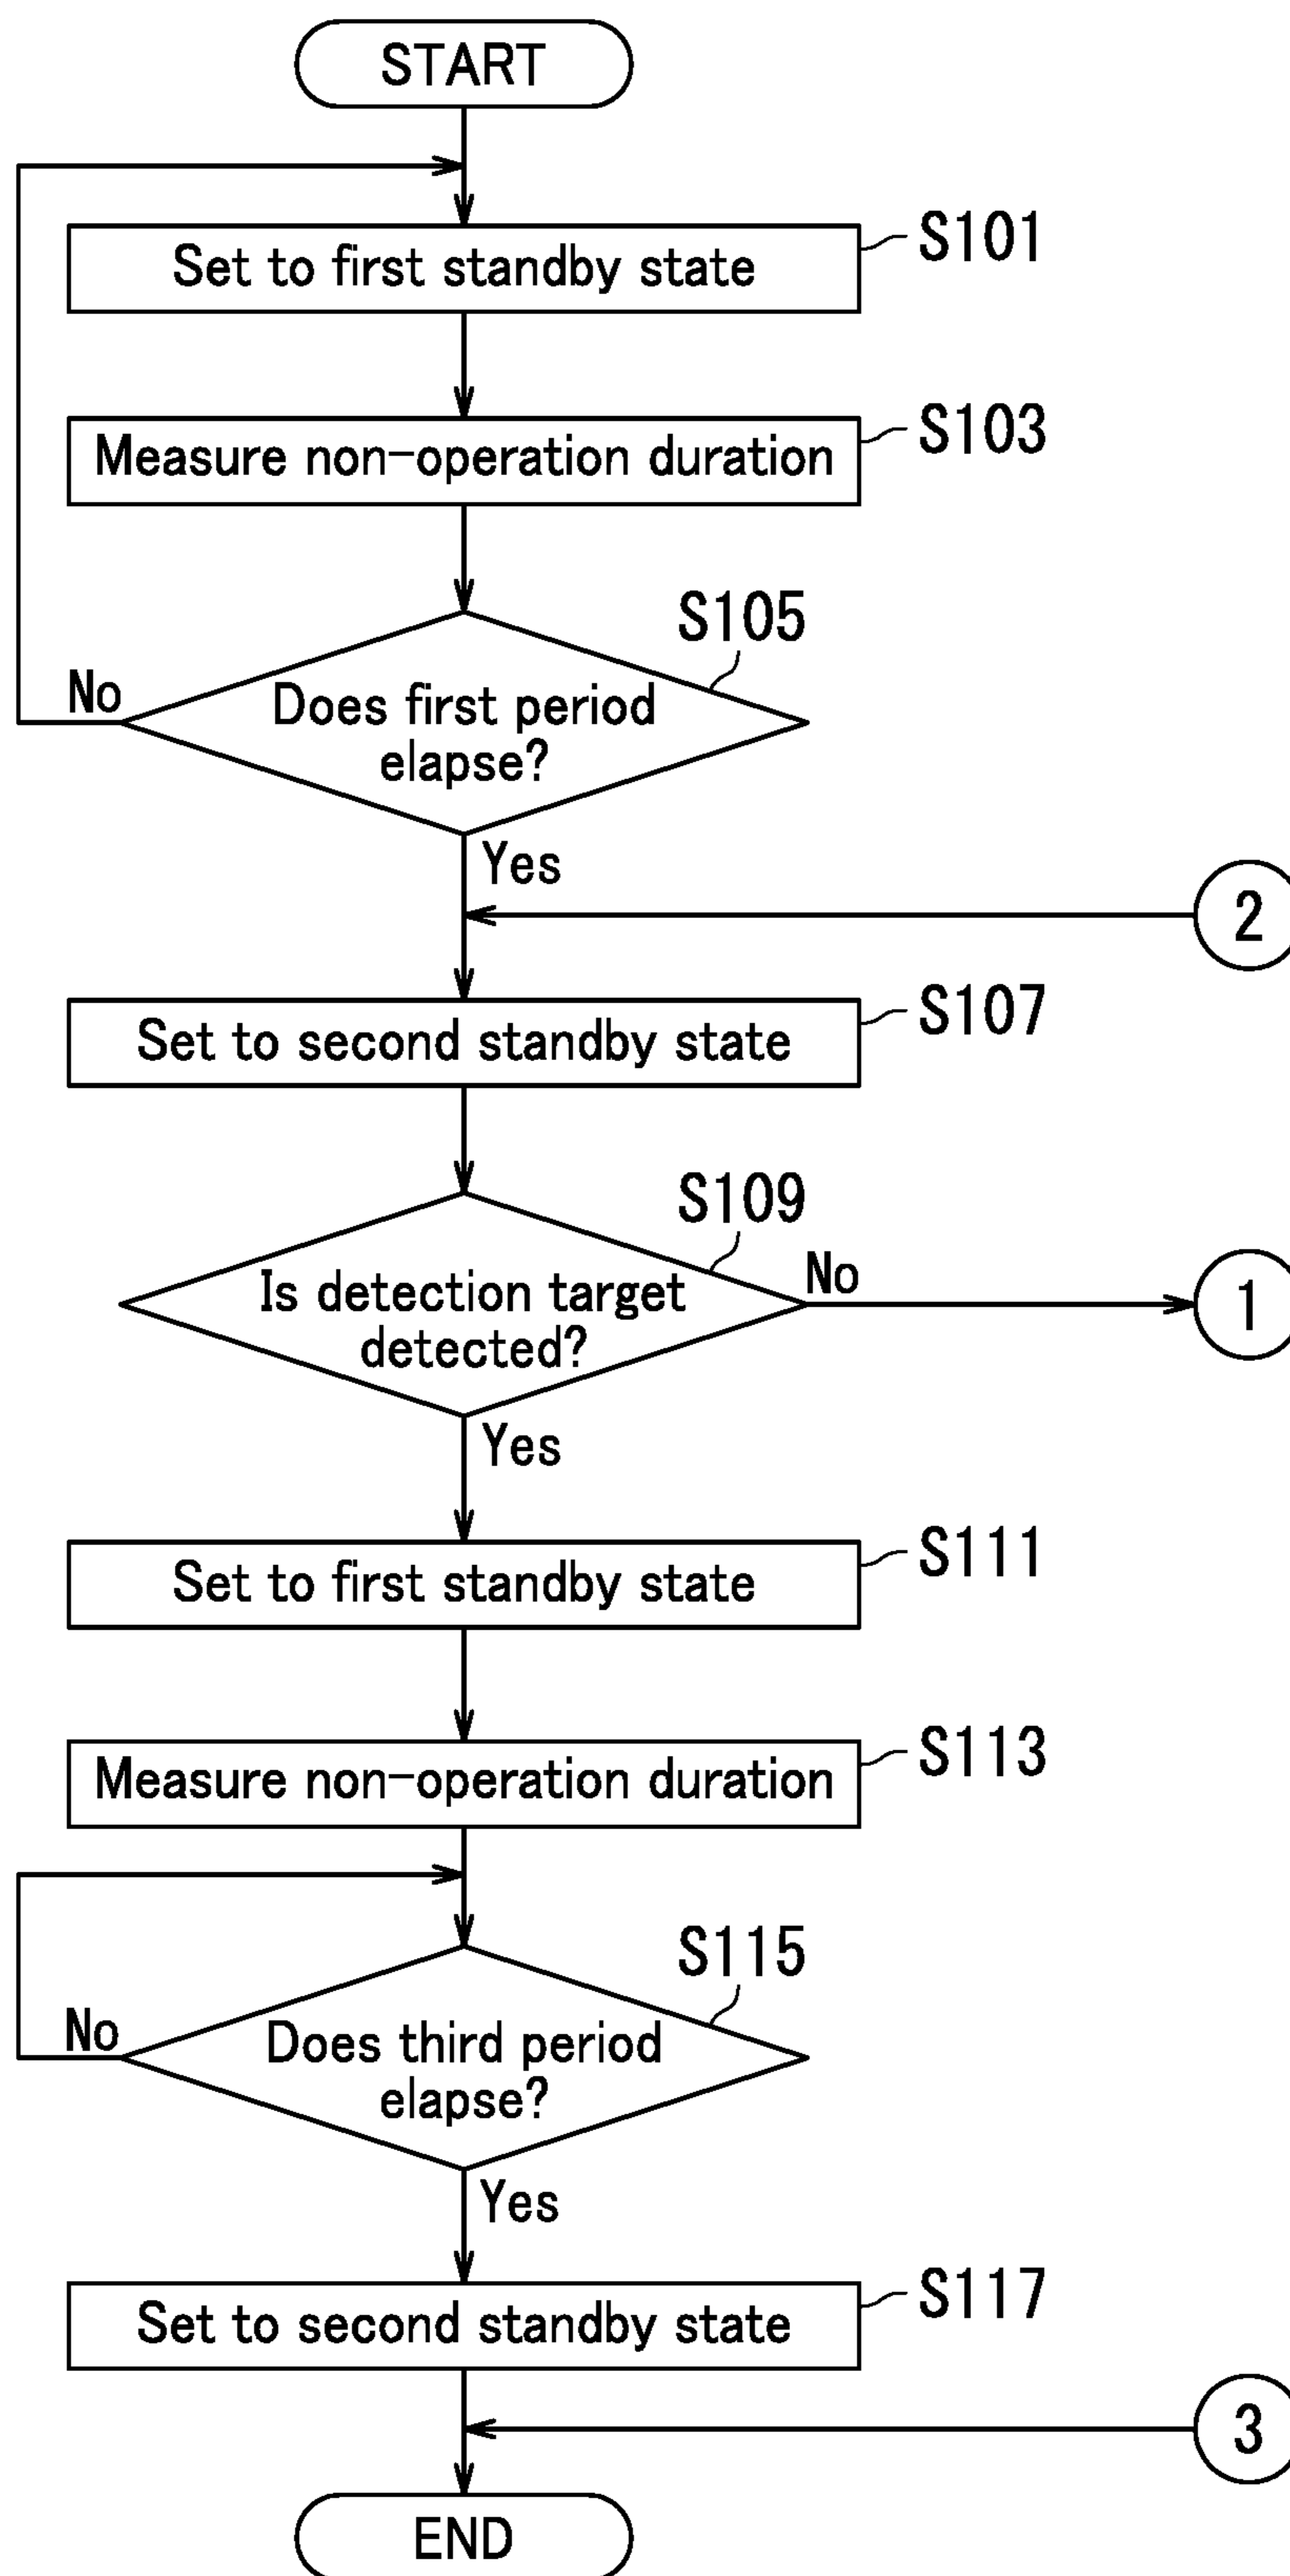 START
Set to first standby state
S101
Measure non-operation duration
S103
S105
No
Does first period
elapse?
Yes
2
Set to second standby state
S107
S109
Is detection target
detected?
No
1
Yes
Set to first standby state
S111
Measure non-operation duration
S113
S115
No
Does third period
elapse?
Yes
Set to second standby state
S117
3
END